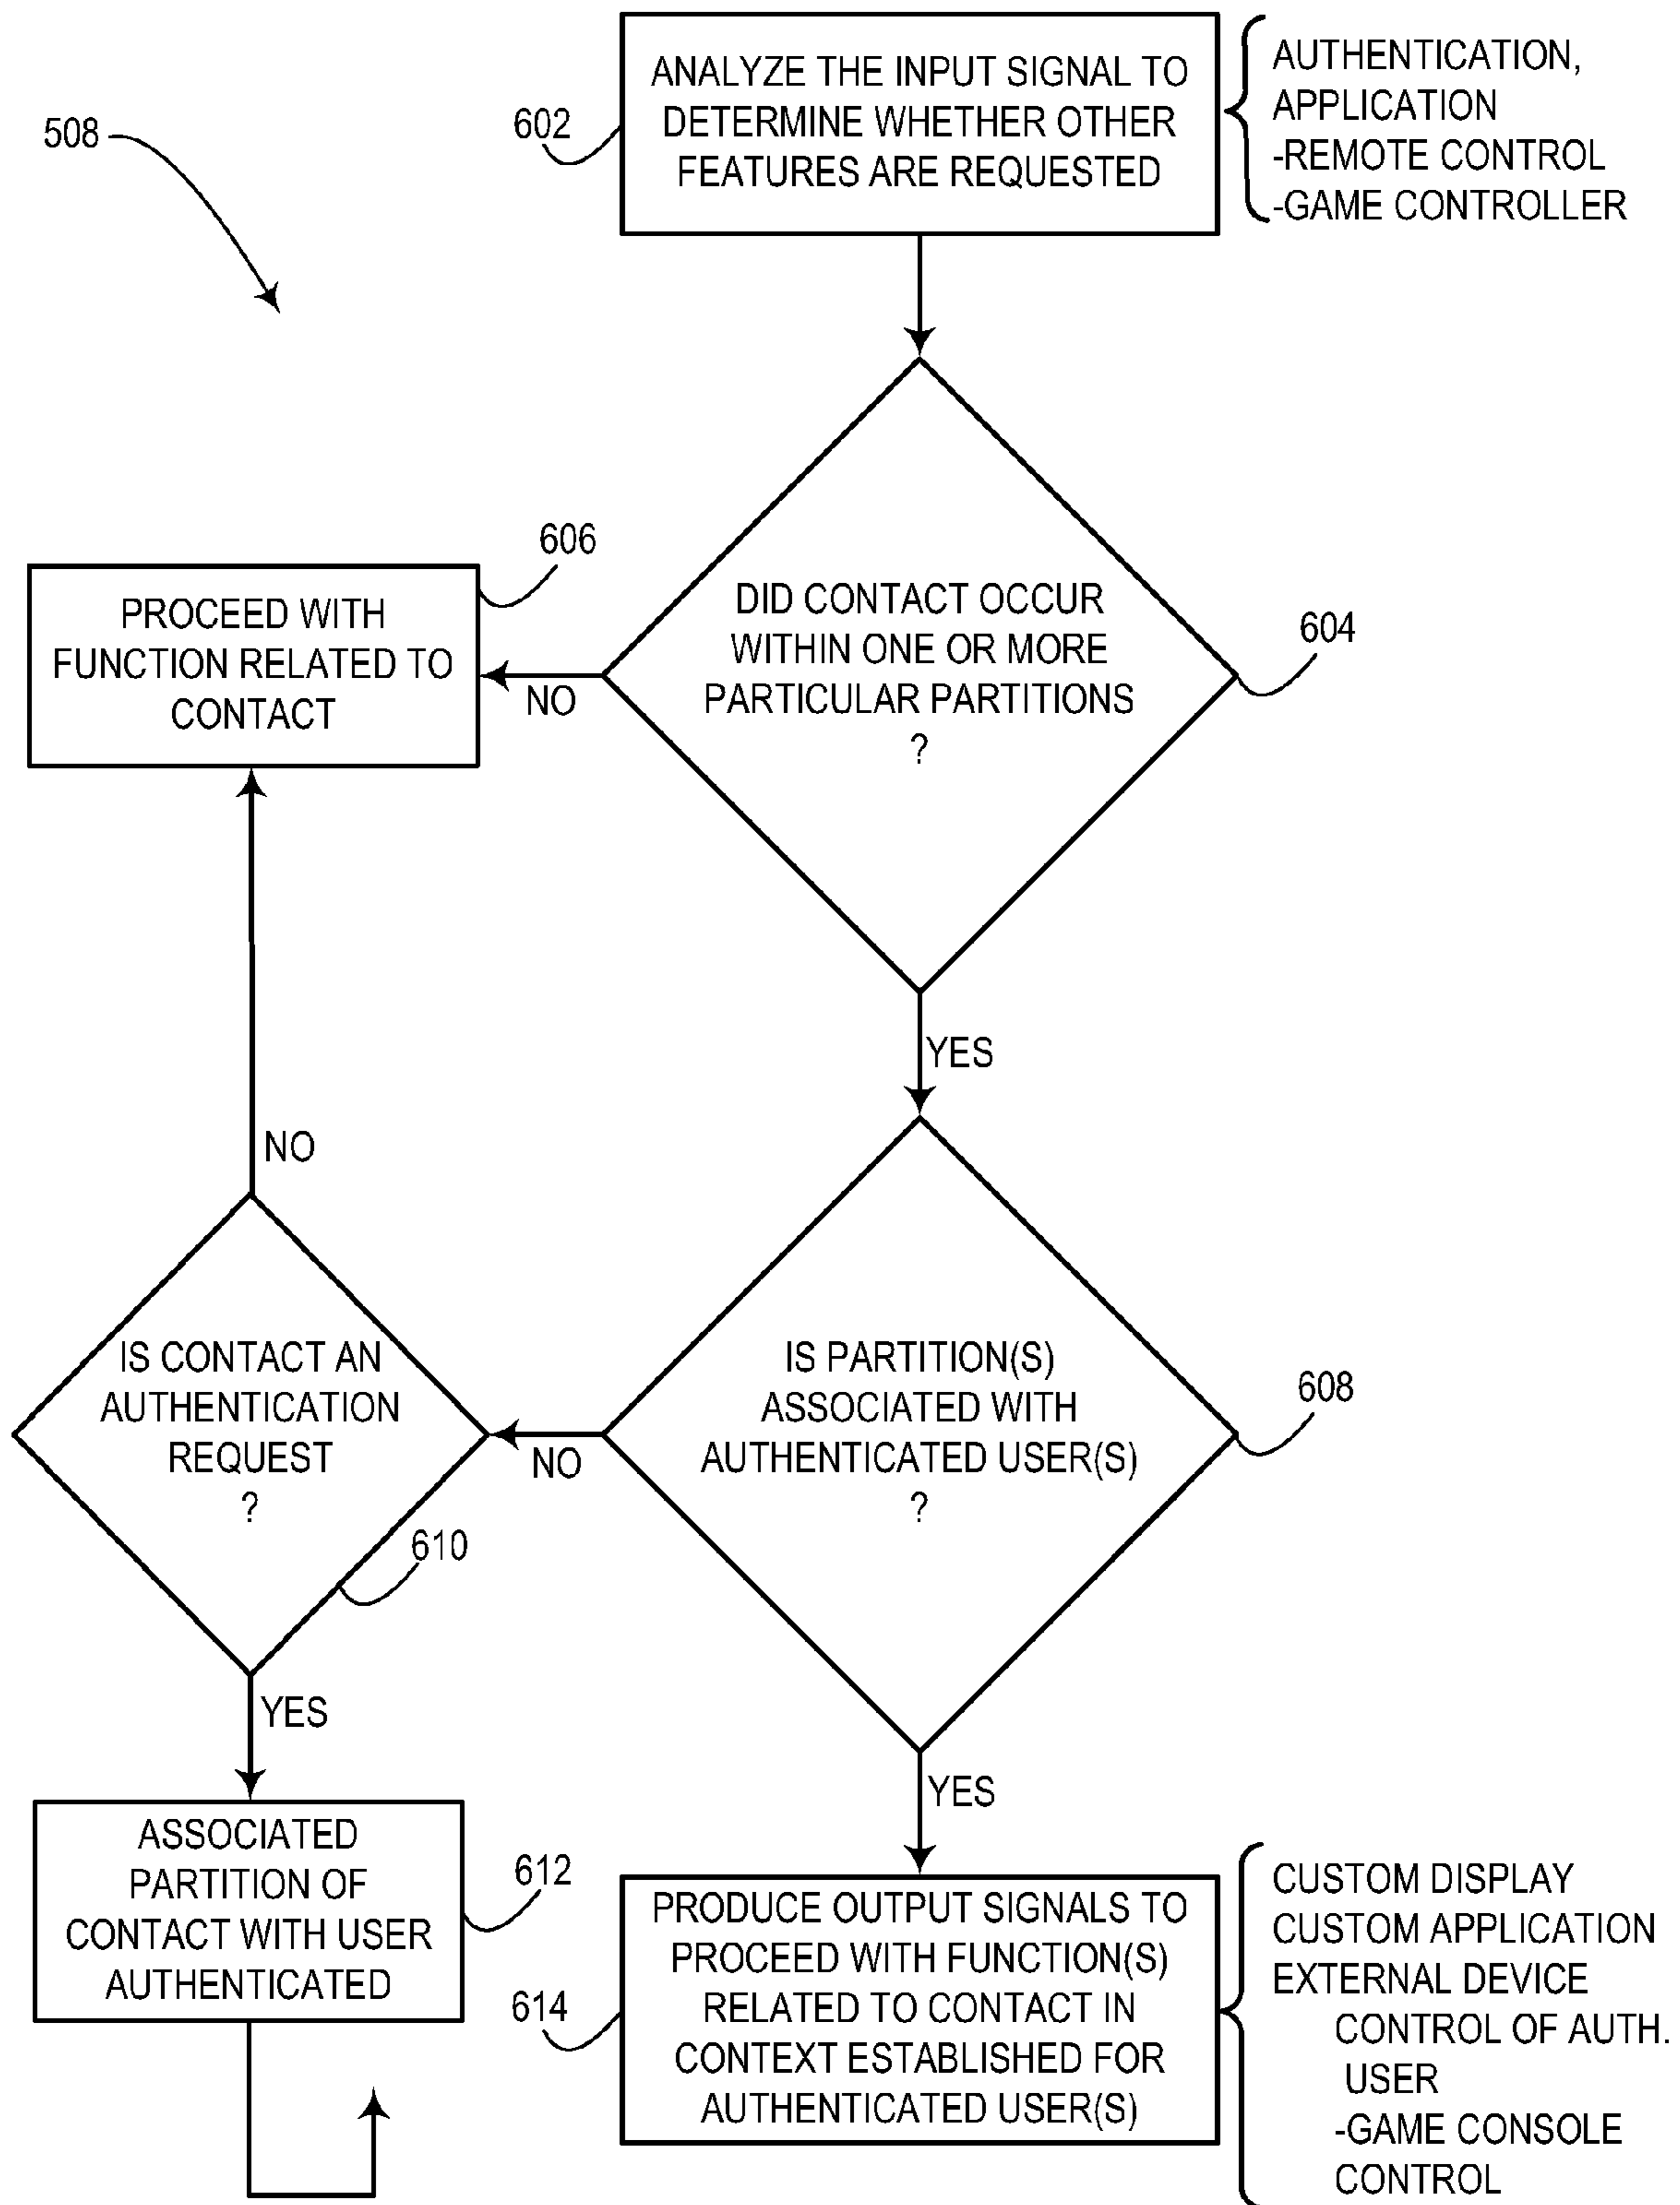 508
602
ANALYZE THE INPUT SIGNAL TO
DETERMINE WHETHER OTHER
FEATURES ARE REQUESTED
AUTHENTICATION,
APPLICATION
-REMOTE CONTROL
-GAME CONTROLLER
606
PROCEED WITH
FUNCTION RELATED TO
CONTACT
NO
DID CONTACT OCCUR
WITHIN ONE OR MORE
PARTICULAR PARTITIONS
?
604
YES
NO
IS CONTACT AN
AUTHENTICATION
REQUEST
?
610
NO
IS PARTITION(S)
ASSOCIATED WITH
AUTHENTICATED USER(S)
?
608
YES
YES
ASSOCIATED
PARTITION OF
CONTACT WITH USER
AUTHENTICATED
612
614
PRODUCE OUTPUT SIGNALS TO
PROCEED WITH FUNCTION(S)
RELATED TO CONTACT IN
CONTEXT ESTABLISHED FOR
AUTHENTICATED USER(S)
CUSTOM DISPLAY
CUSTOM APPLICATION
EXTERNAL DEVICE
CONTROL OF AUTH.
USER
-GAME CONSOLE
CONTROL